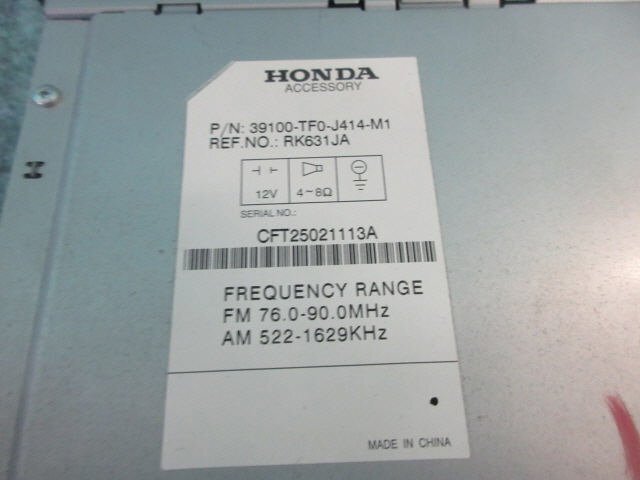 HONDA
ACCESSORY
P/N: 39100-TF0-J414-M1
REF.NO.: RK631JA
12V 4~8Ω
SERIAL NO.:
CFT25021113A
FREQUENCY RANGE
FM 76.0-90.0MHz
AM 522-1629KHz
MADE IN CHINA